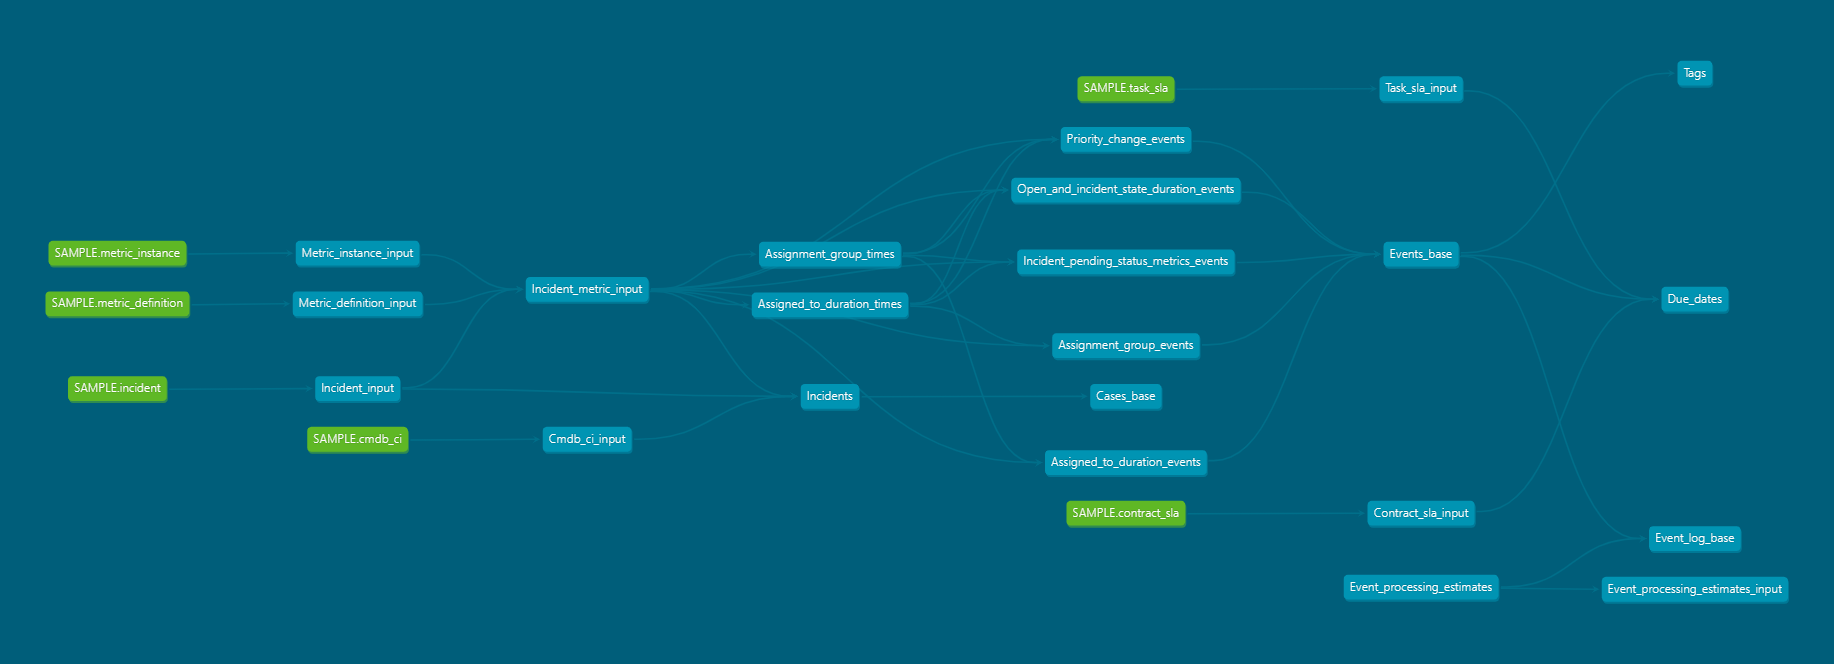 Tags
SAMPLE.task_sla
Task_sla_input
Priority_change_events
Open_and_incident_state_duration_events
SAMPLE.metric_instance
Metric_instance_input
Assignment_group_times
Incident_pending_status_metrics_events
Events_base
SAMPLE.metric_definition
Metric_definition_input
Incident_metric_input
Assigned_to_duration_times
Due_dates
Assignment_group_events
SAMPLE.incident
Incident_input
Incidents
Cases_base
SAMPLE.cmdb_ci
Cmdb_ci_input
Assigned_to_duration_events
SAMPLE.contract_sla
Contract_sla_input
Event_log_base
Event_processing_estimates
Event_processing_estimates_input